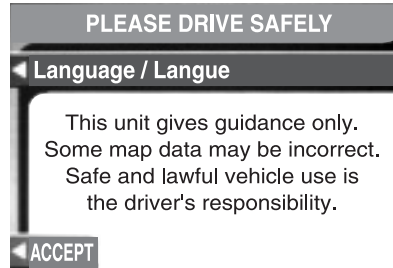 PLEASE DRIVE SAFELY
Language / Langue
This unit gives guidance only.
Some map data may be incorrect.
Safe and lawful vehicle use is
the driver's responsibility.
ACCEPT